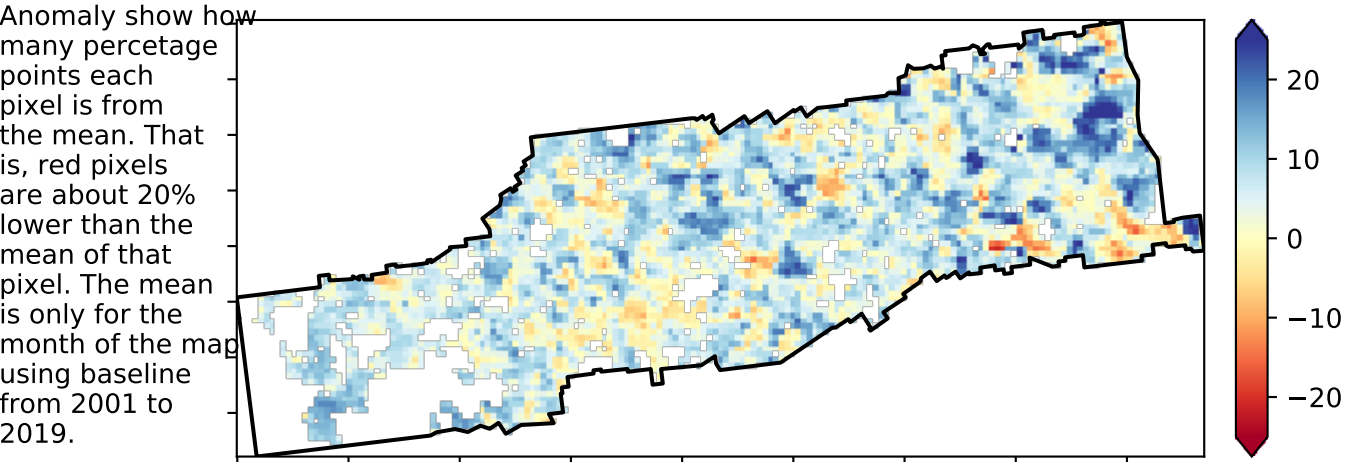 Anomaly show how
many percetage
points each
pixel is from
the mean. That
is, red pixels
are about 20%
lower than the
mean of that
pixel. The mean
is only for the
month of the map
using baseline
from 2001 to
2019.
20
10
0
−10
−20